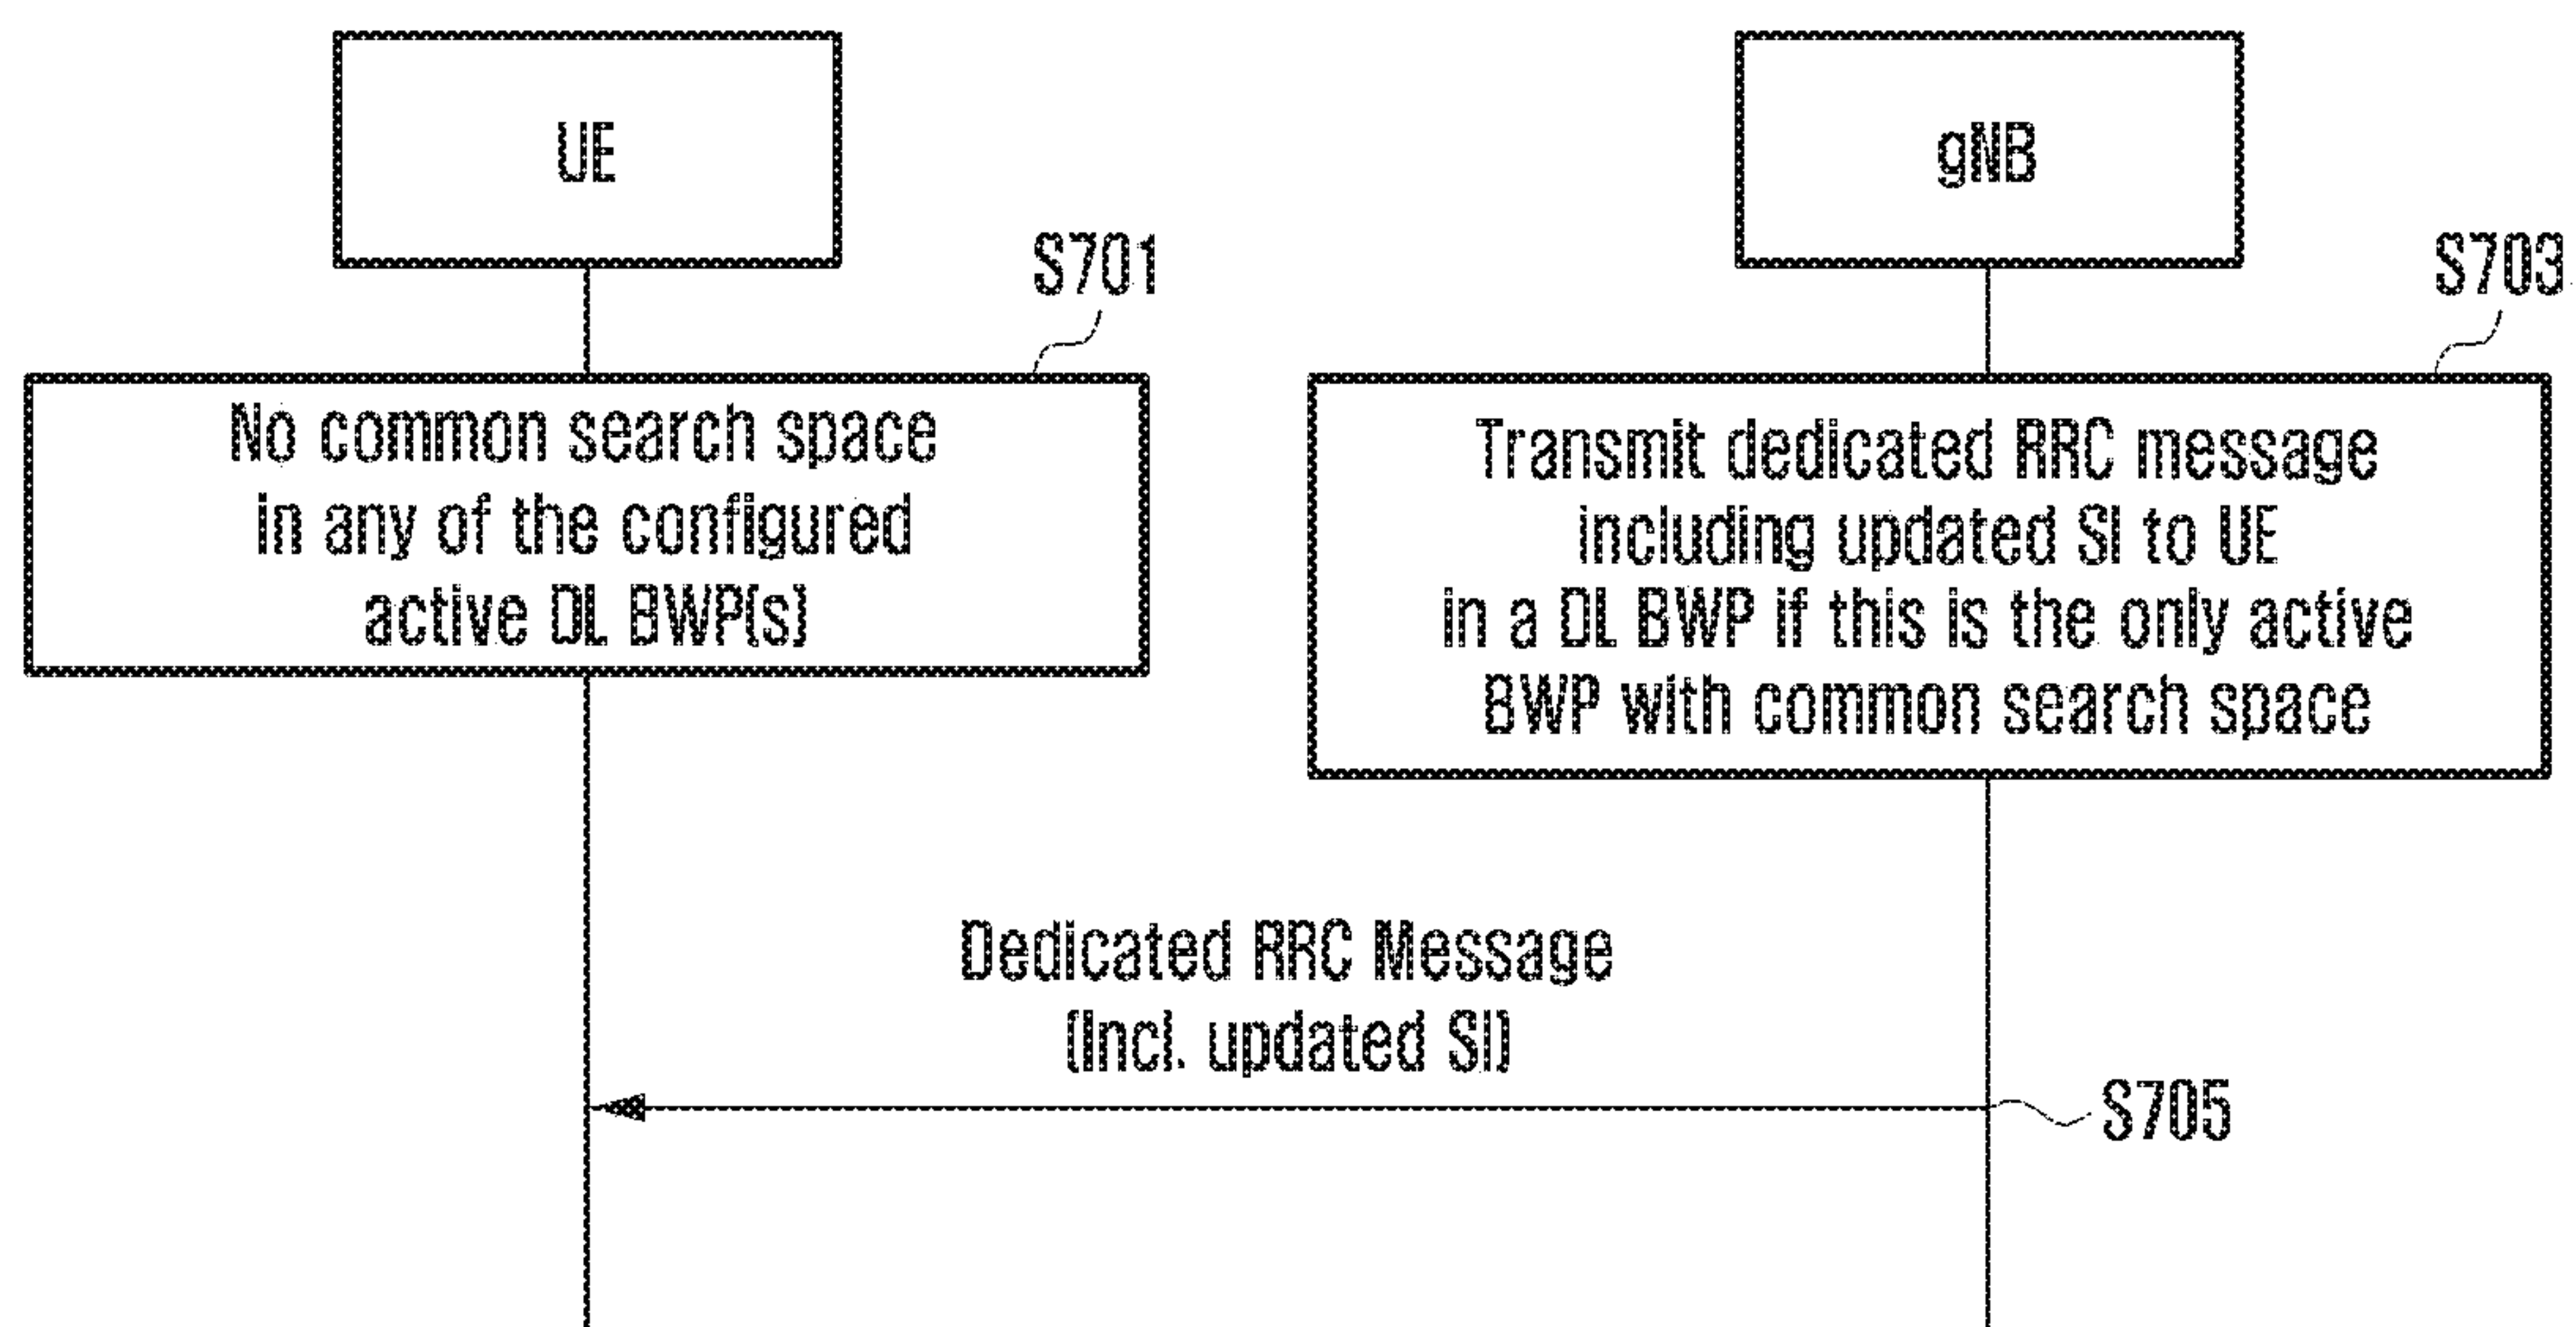 UE
gNB
S701
S703
No common search space
in any of the configured
active DL BWP(s)
Transmit dedicated RRC message
including updated SI to UE
in a DL BWP if this is the only active
BWP with common search space
Dedicated RRC Message
(Incl. updated SI)
S705